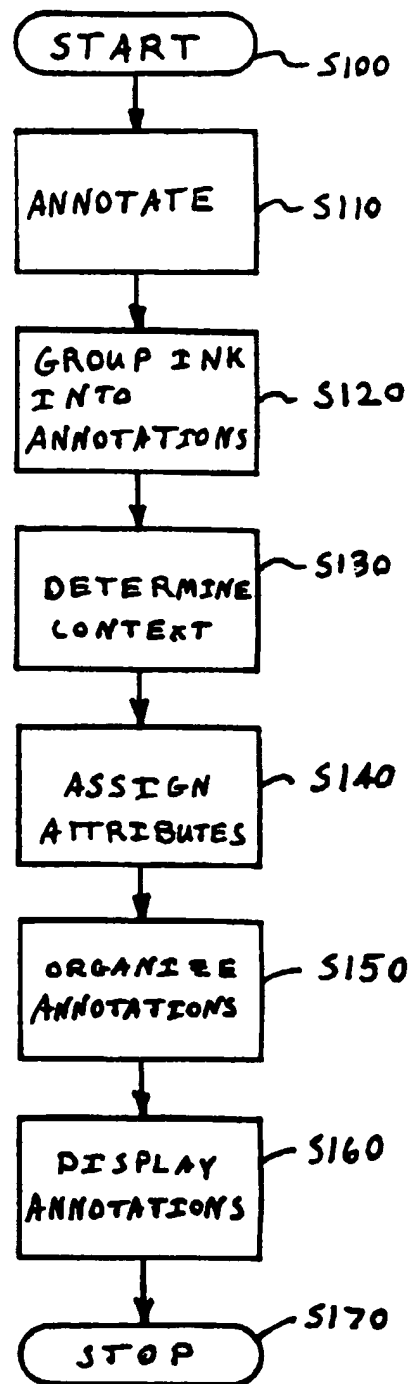 START
S100
ANNOTATE
S110
GROUP INK
INTO
ANNOTATIONS
S120
DETERMINE
CONTEXT
S130
ASSIGN
ATTRIBUTES
S140
ORGANIZE
ANNOTATIONS
S150
DISPLAY
ANNOTATIONS
S160
STOP
S170